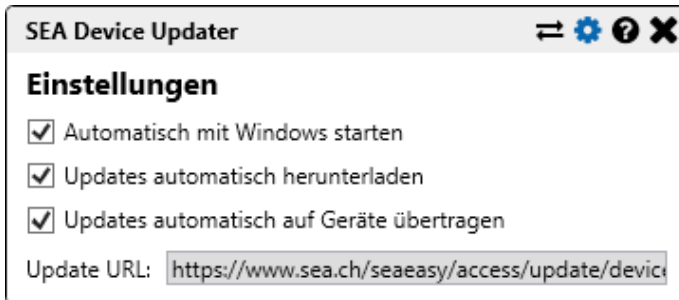 SEA Device Updater
Einstellungen
Automatisch mit Windows starten
Updates automatisch herunterladen
Updates automatisch auf Geräte übertragen
Update URL: https://www.sea.ch/seaeasy/access/update/device